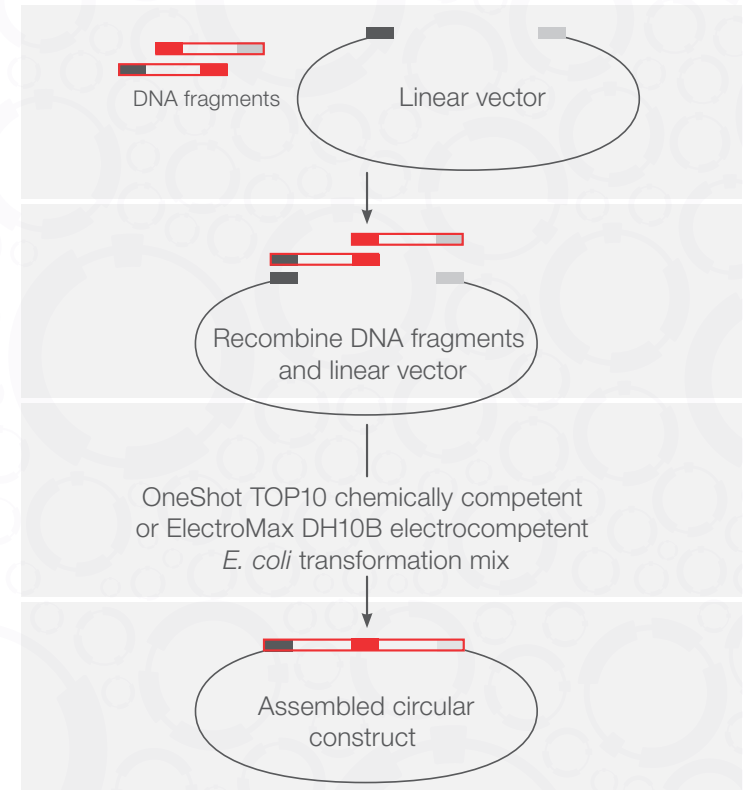 DNA fragments
Linear vector
Recombine DNA fragments
and linear vector
OneShot TOP10 chemically competent
or ElectroMax DH10B electrocompetent
E. coli transformation mix
Assembled circular
construct